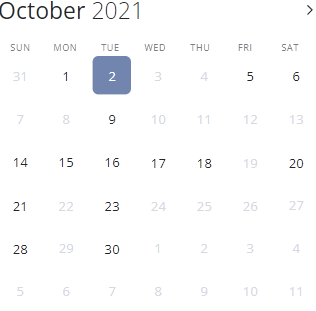 October 2021
SUN MON TUE WED THU FRI SAT
31 1 2 3 4 5 6
7 8 9 10 11 12 13
14 15 16 17 18 19 20
21 22 23 24 25 26 27
28 29 30 1 2 3 4
5 6 7 8 9 10 11